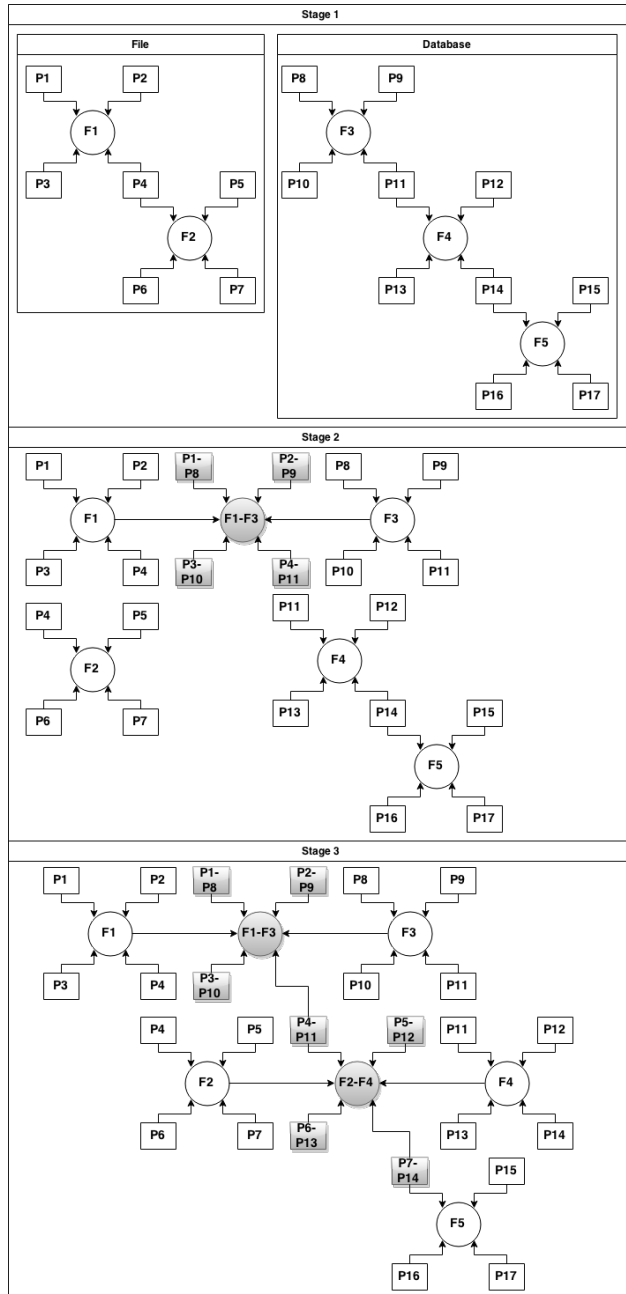 Stage 1
File
Database
P1
P2
P8
P9
F1
F3
P3
P4
P5
P10
P11
P12
F2
F4
P6
P7
P13
P14
P15
F5
P16
P17
Stage 2
P1
P2
P1-
P8
P2-
P9
P8
P9
F1
F1-F3
F3
P3
P4
P3-
P10
P4-
P11
P10
P11
P4
P5
P11
P12
F2
F4
P6
P7
P13
P14
P15
F5
P16
P17
Stage 3
P1
P2
P1-
P8
P2-
P9
P8
P9
F1
F1-F3
F3
P3
P4
P3-
P10
P10
P11
P4
P5
P4-
P11
P5-
P12
P11
P12
F2
F2-F4
F4
P6
P7
P6-
P13
P13
P14
P7-
P14
P15
F5
P16
P17